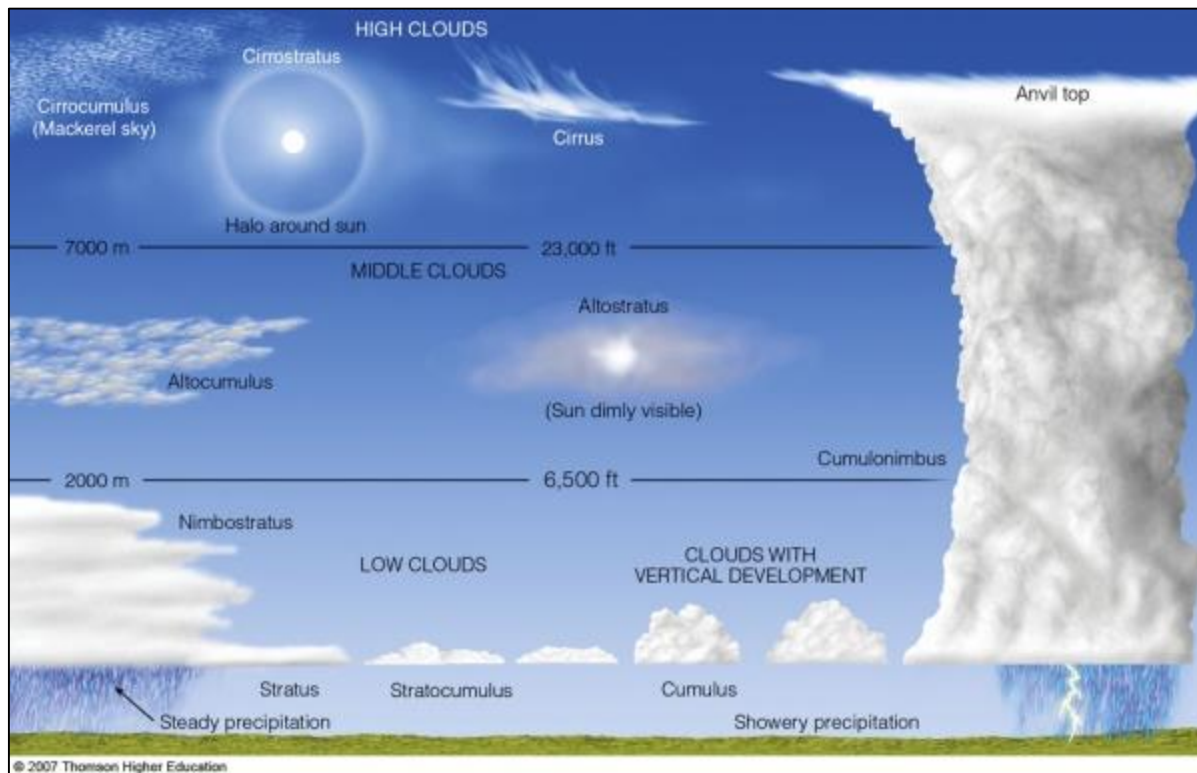 HIGH CLOUDS
Cirrostratus
Cirrocumulus
(Mackerel sky)
Anvil top
Cirrus
Halo around sun
7000 m
23,000 ft
MIDDLE CLOUDS
Altostratus
Altocumulus
(Sun dimly visible)
Cumulonimbus
2000 m
6,500 ft
Nimbostratus
LOW CLOUDS
CLOUDS WITH
VERTICAL DEVELOPMENT
Stratus
Stratocumulus
Cumulus
Steady precipitation
Showery precipitation
© 2007 Thomson Higher Education